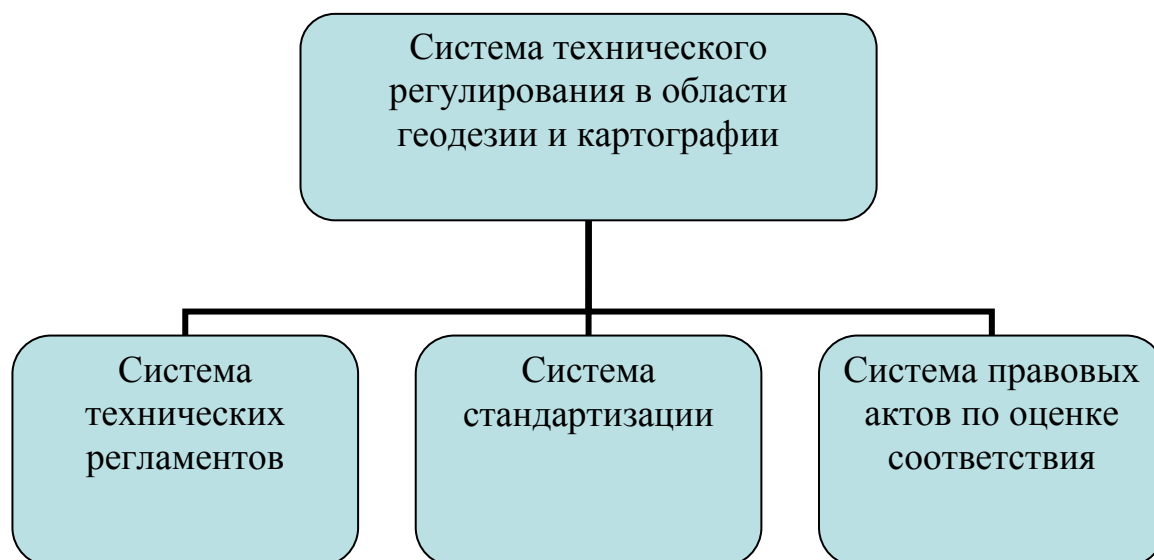 Система технического
регулирования в области
геодезии и картографии
Система
технических
регламентов
Система
стандартизации
Система правовых
актов по оценке
соответствия